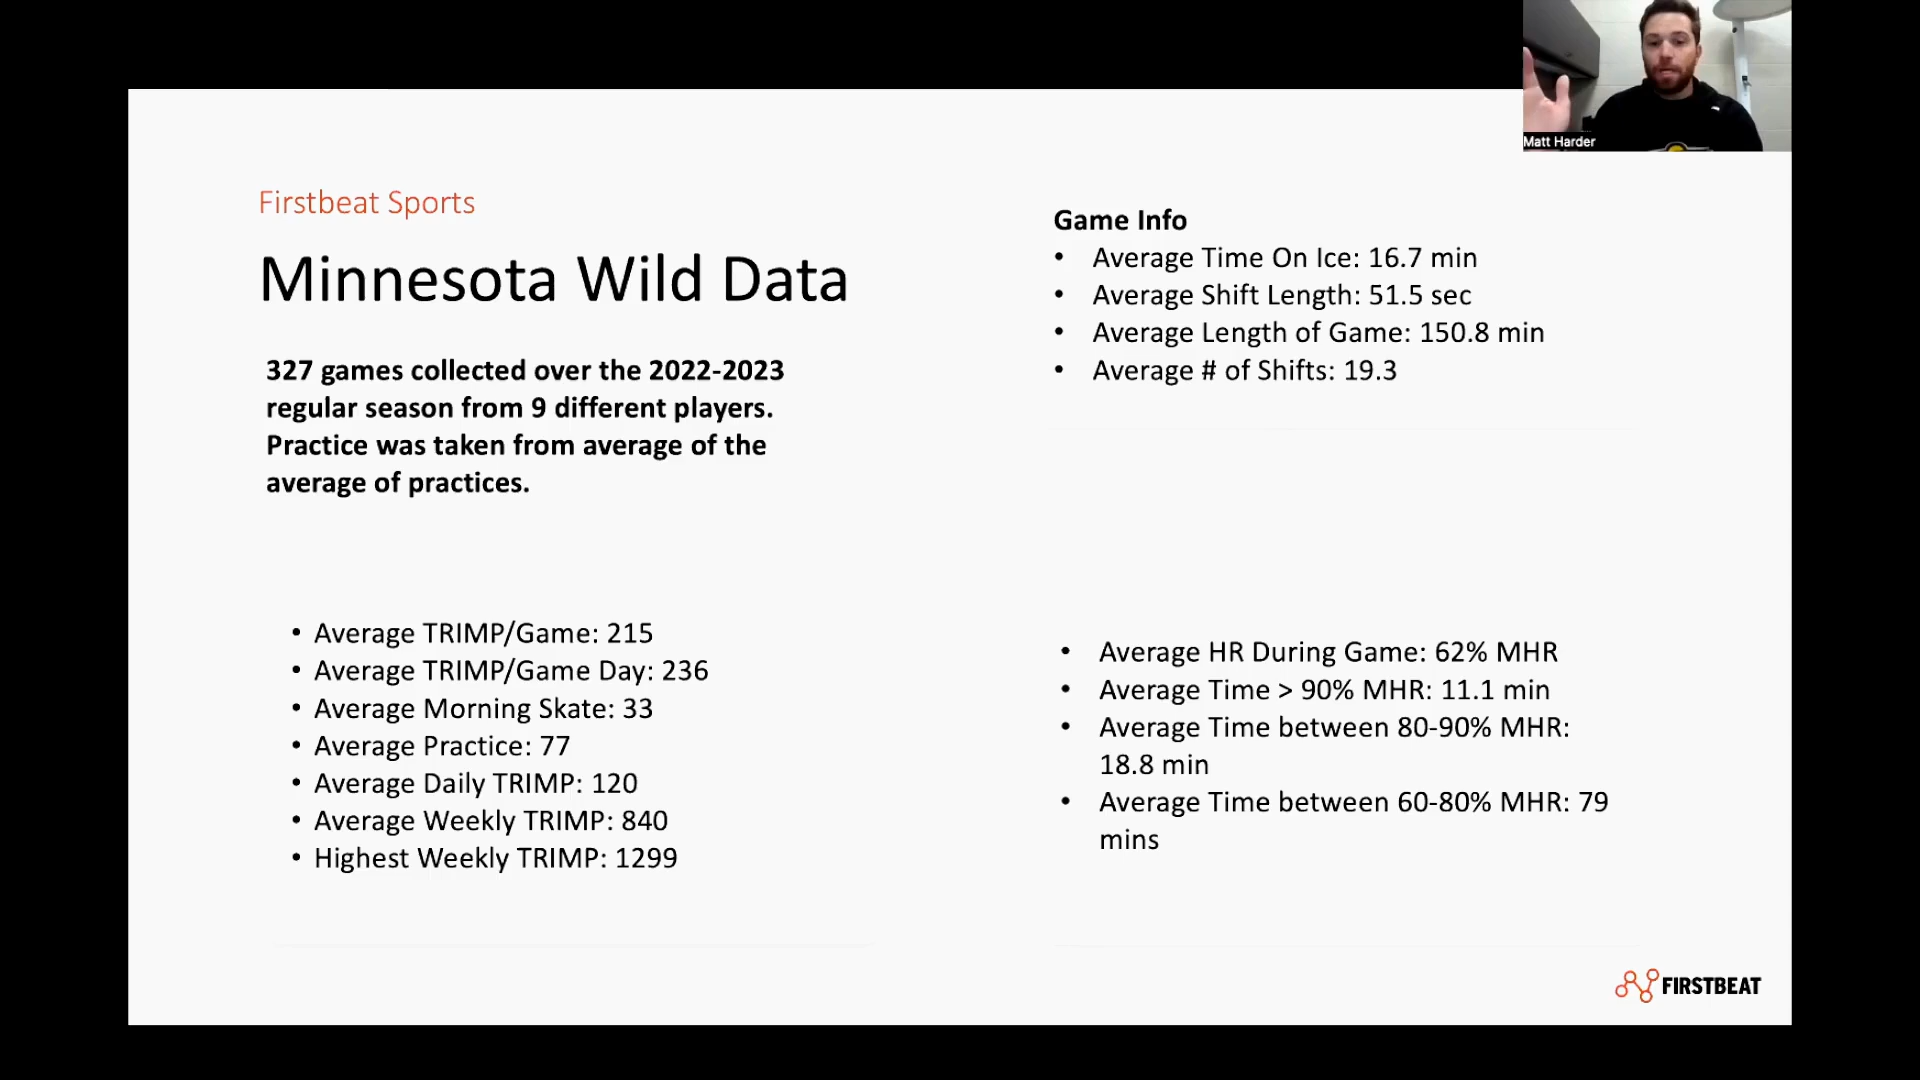 Matt Harder
Firstbeat Sports
Minnesota Wild Data
327 games collected over the 2022-2023
regular season from 9 different players.
Practice was taken from average of the
average of practices.
• Average TRIMP/Game: 215
• Average TRIMP/Game Day: 236
• Average Morning Skate: 33
• Average Practice: 77
• Average Daily TRIMP: 120
• Average Weekly TRIMP: 840
• Highest Weekly TRIMP: 1299
Game Info
• Average Time On Ice: 16.7 min
• Average Shift Length: 51.5 sec
• Average Length of Game: 150.8 min
• Average # of Shifts: 19.3
• Average HR During Game: 62% MHR
• Average Time > 90% MHR: 11.1 min
• Average Time between 80-90% MHR:
18.8 min
• Average Time between 60-80% MHR: 79
mins
FIRSTBEAT